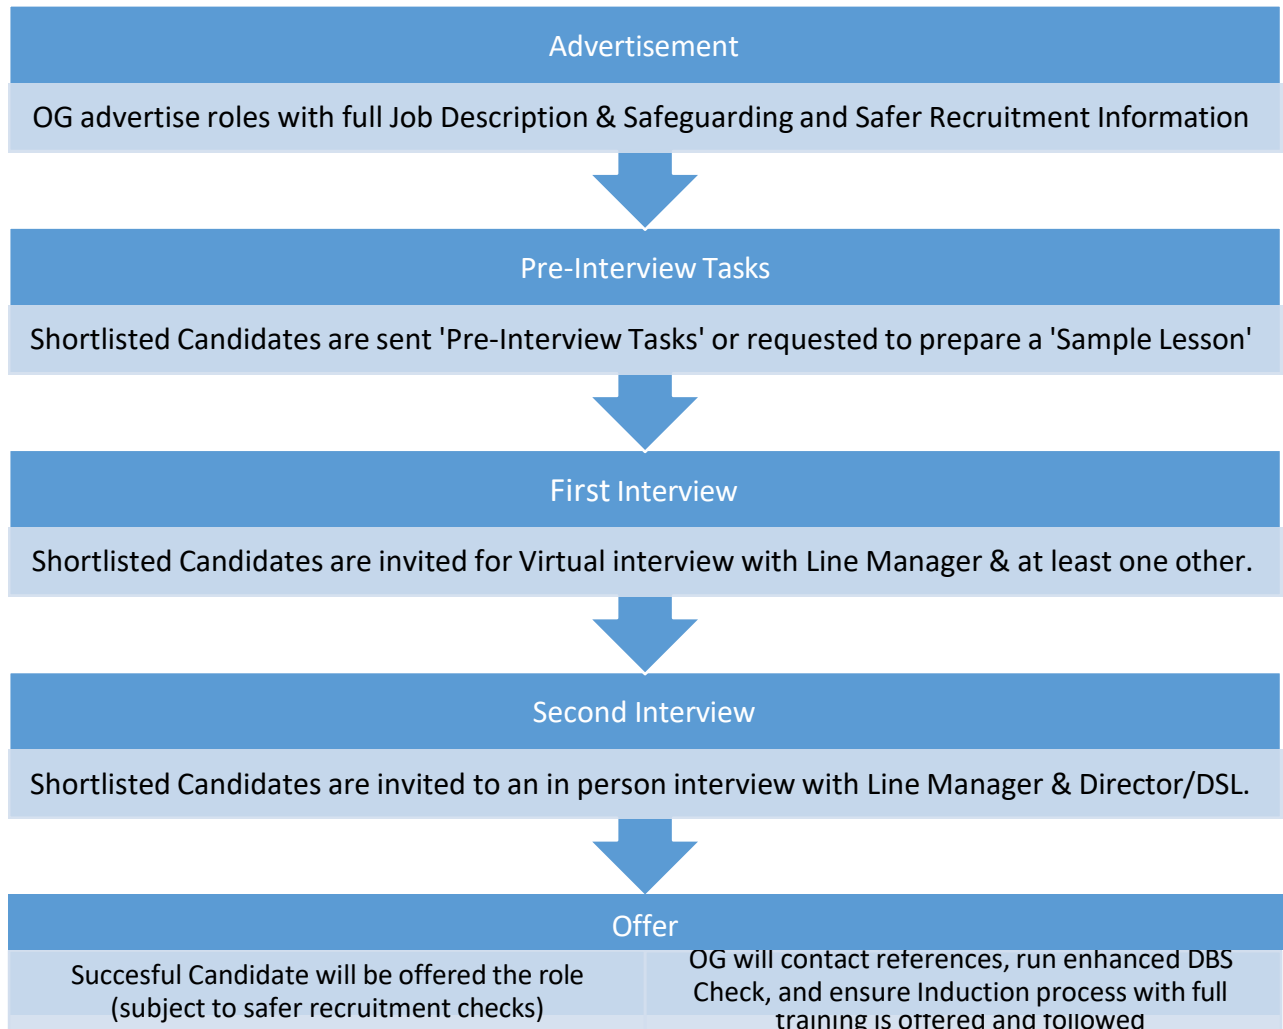 Advertisement
OG advertise roles with full Job Description & Safeguarding and Safer Recruitment Information
Pre-Interview Tasks
Shortlisted Candidates are sent 'Pre-Interview Tasks' or requested to prepare a 'Sample Lesson'
First Interview
Shortlisted Candidates are invited for Virtual interview with Line Manager & at least one other.
Second Interview
Shortlisted Candidates are invited to an in person interview with Line Manager & Director/DSL.
Offer
Succesful Candidate will be offered the role
(subject to safer recruitment checks)
OG will contact references, run enhanced DBS
Check, and ensure Induction process with full
training is offered and followed